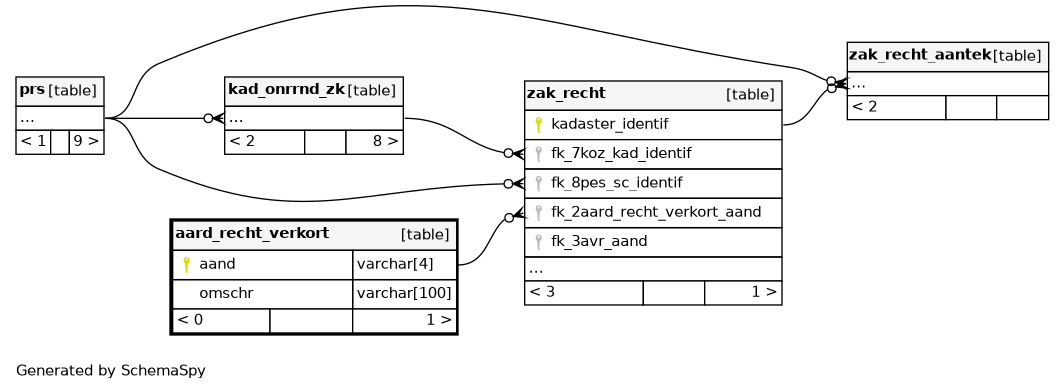 prs [table]
...
< 1 9 >
kad_onrrnd_zk [table]
...
< 2 8 >
zak_recht [table]
kadaster_identif
fk_7koz_kad_identif
fk_8pes_sc_identif
fk_2aard_recht_verkort_aand
fk_3avr_aand
...
< 3 1 >
zak_recht_aantek [table]
...
< 2
aard_recht_verkort [table]
aand varchar[4]
omschr varchar[100]
< 0 1 >
Generated by SchemaSpy